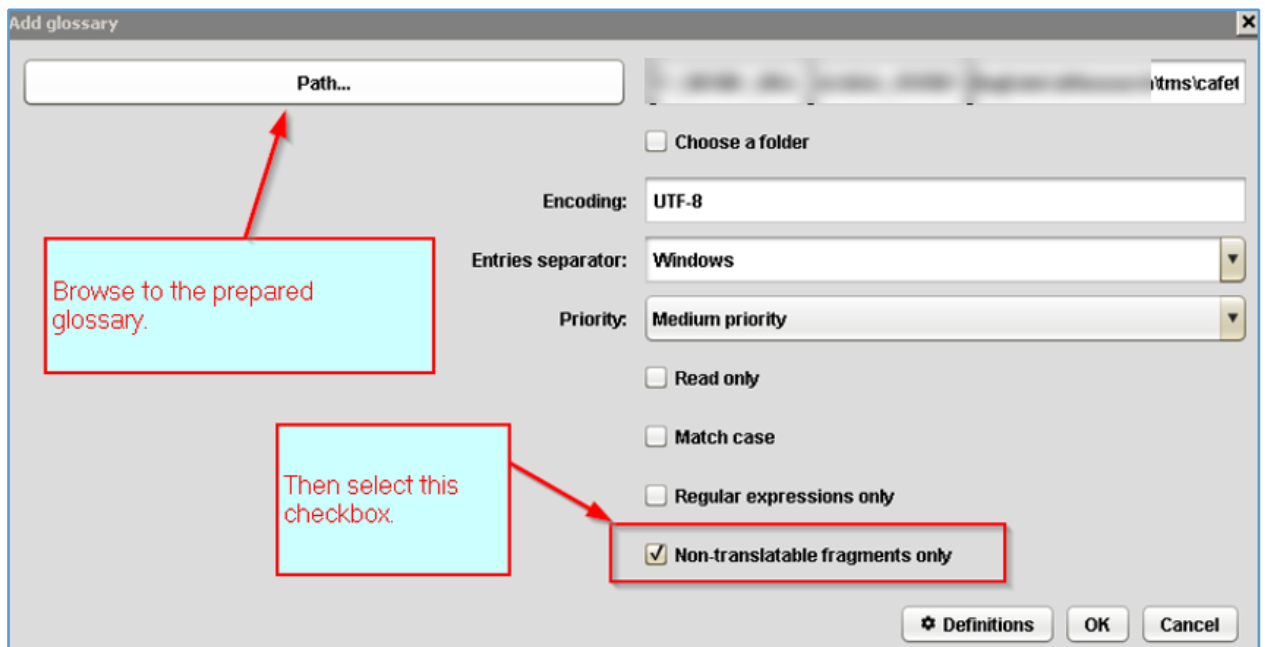 Add glossary
Path...
\tms\cafet
Choose a folder
Encoding: UTF-8
Entries separator: Windows
Priority: Medium priority
Read only
Match case
Regular expressions only
Non-translatable fragments only
Browse to the prepared
glossary.
Then select this
checkbox.
Definitions OK Cancel